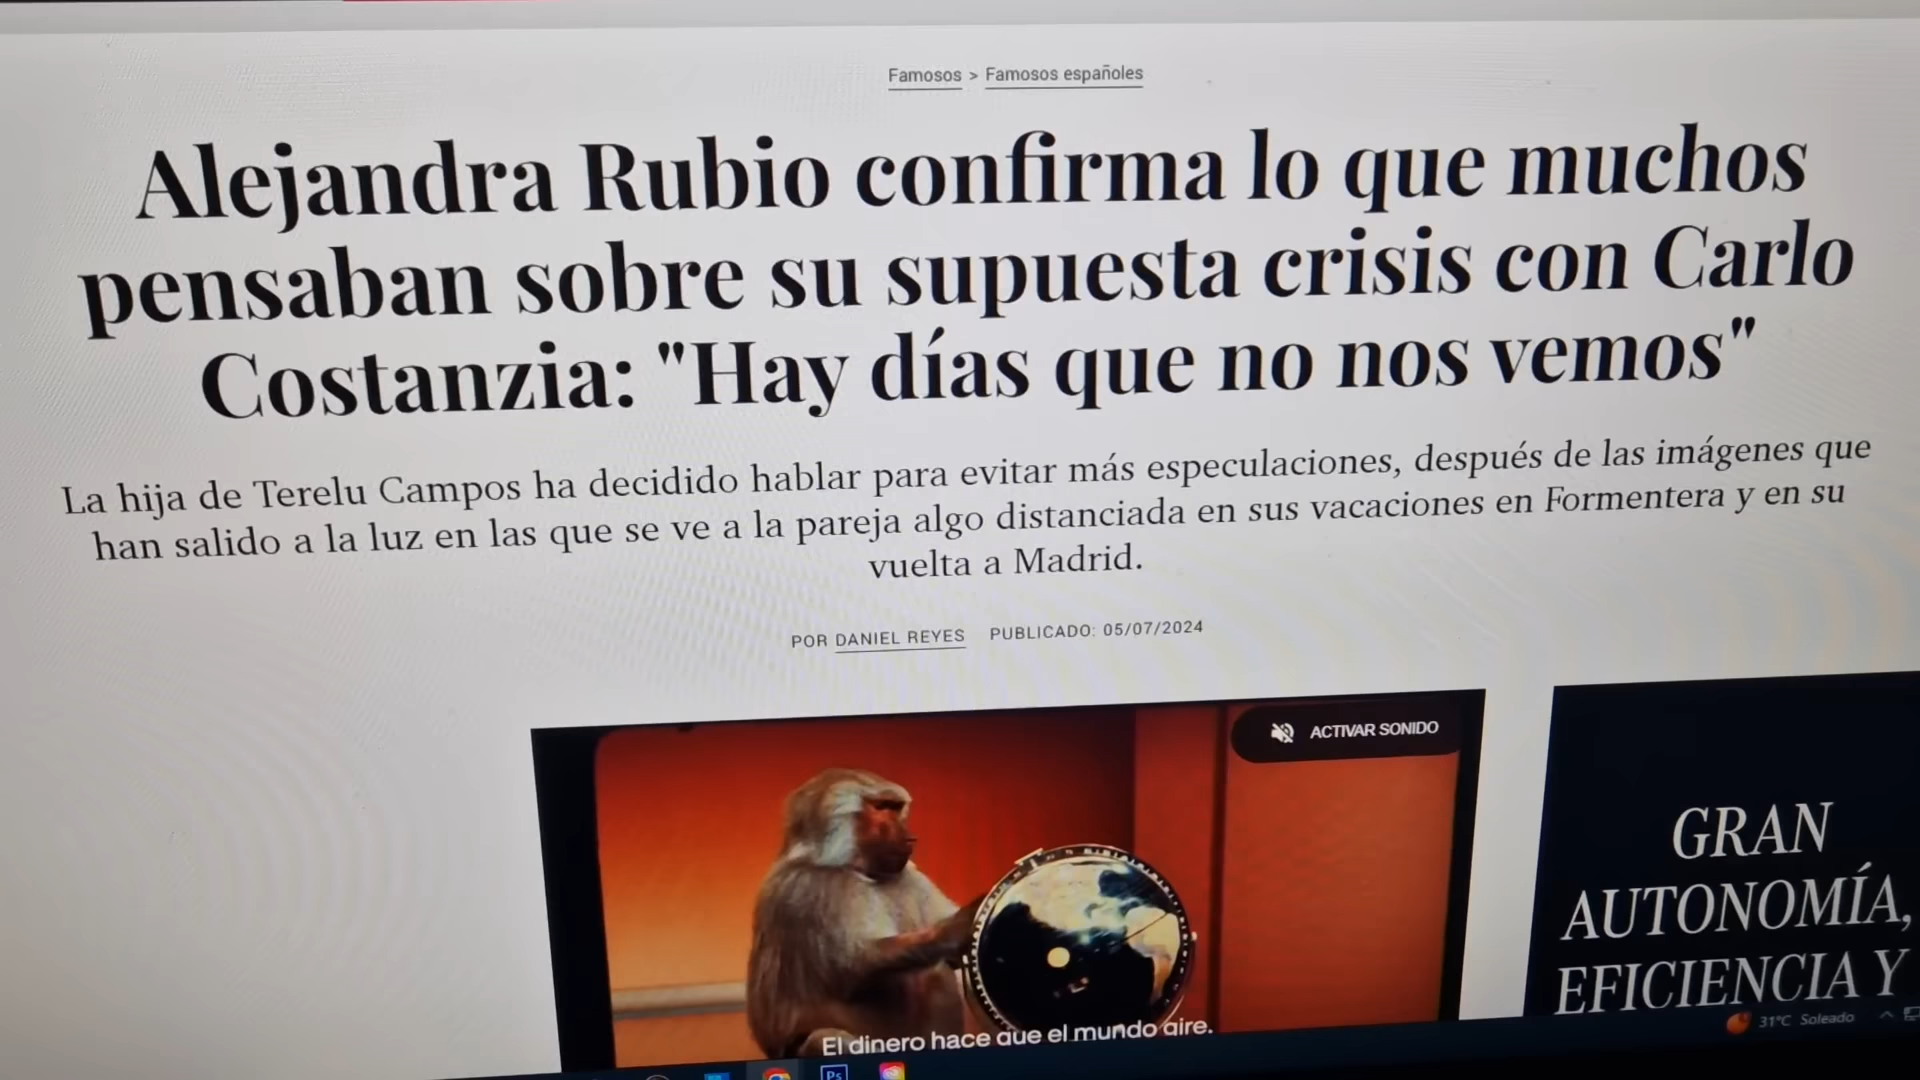 Famosos > Famosos españoles
Alejandra Rubio confirma lo que muchos
pensaban sobre su supuesta crisis con Carlo
Costanzia: "Hay días que no nos vemos"
La hija de Terelu Campos ha decidido hablar para evitar más especulaciones, después de las imágenes que
han salido a la luz en las que se ve a la pareja algo distanciada en sus vacaciones en Formentera y en su
vuelta a Madrid.
POR DANIEL REYES PUBLICADO: 05/07/2024
ACTIVAR SONIDO
GRAN
AUTONOMÍA,
EFICIENCIA Y
El dinero hace que el mundo gire.
31°C Soleado
Ps